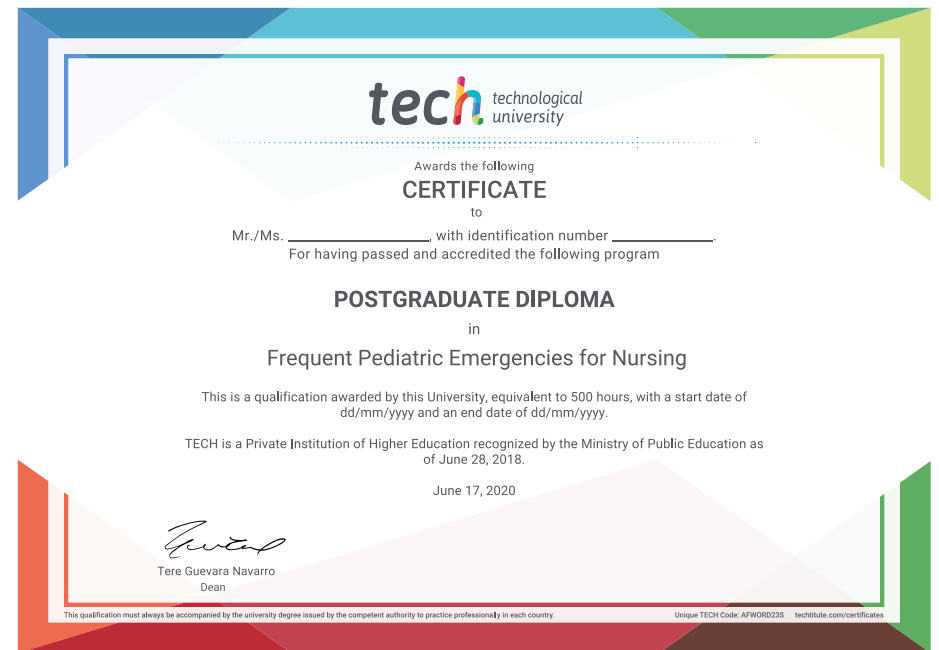 tech technological
university
Awards the following
CERTIFICATE
to
Mr./Ms. ____________________, with identification number ______________.
For having passed and accredited the following program
POSTGRADUATE DIPLOMA
in
Frequent Pediatric Emergencies for Nursing
This is a qualification awarded by this University, equivalent to 500 hours, with a start date of
dd/mm/yyyy and an end date of dd/mm/yyyy.
TECH is a Private Institution of Higher Education recognized by the Ministry of Public Education as
of June 28, 2018.
June 17, 2020
Tere Guevara Navarro
Dean
This qualification must always be accompanied by the university degree issued by the competent authority to practice professionally in each country.
Unique TECH Code: AFWORD23S techtitute.com/certificates